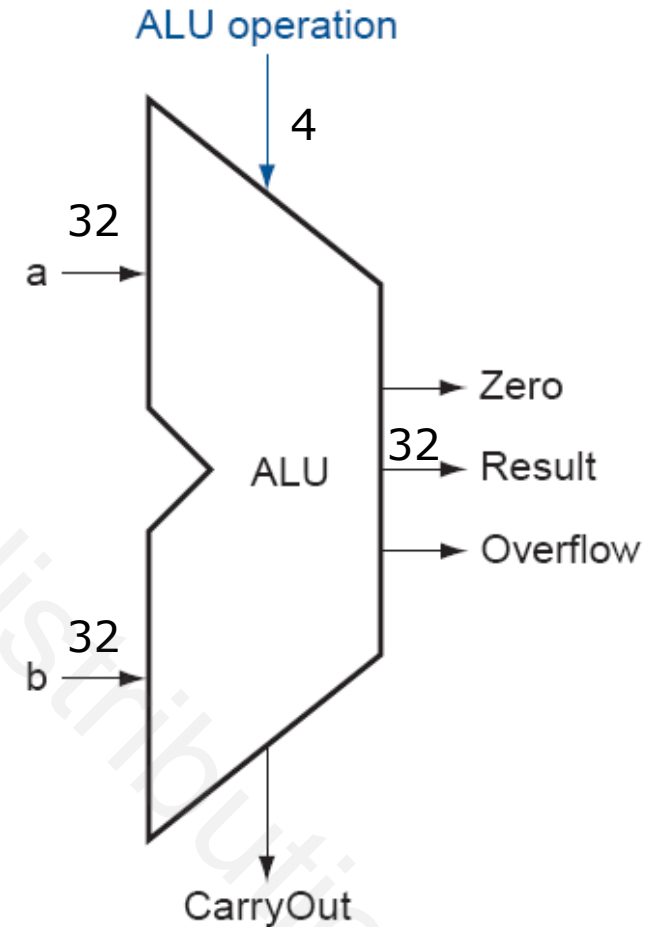 ALU operation
4
32
a
Zero
32
ALU
Result
Overflow
32
b
CarryOut